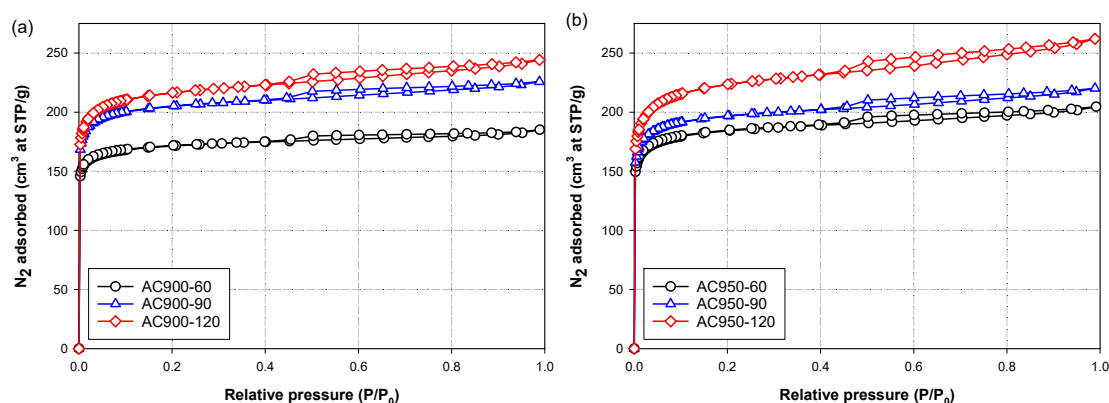 (a)
250
200
150
100
50
0
N2 adsorbed (cm3 at STP/g)
AC900-60
AC900-90
AC900-120
0.0 0.2 0.4 0.6 0.8 1.0
Relative pressure (P/P0)
(b)
250
200
150
100
50
0
N2 adsorbed (cm3 at STP/g)
AC950-60
AC950-90
AC950-120
0.0 0.2 0.4 0.6 0.8 1.0
Relative pressure (P/P0)